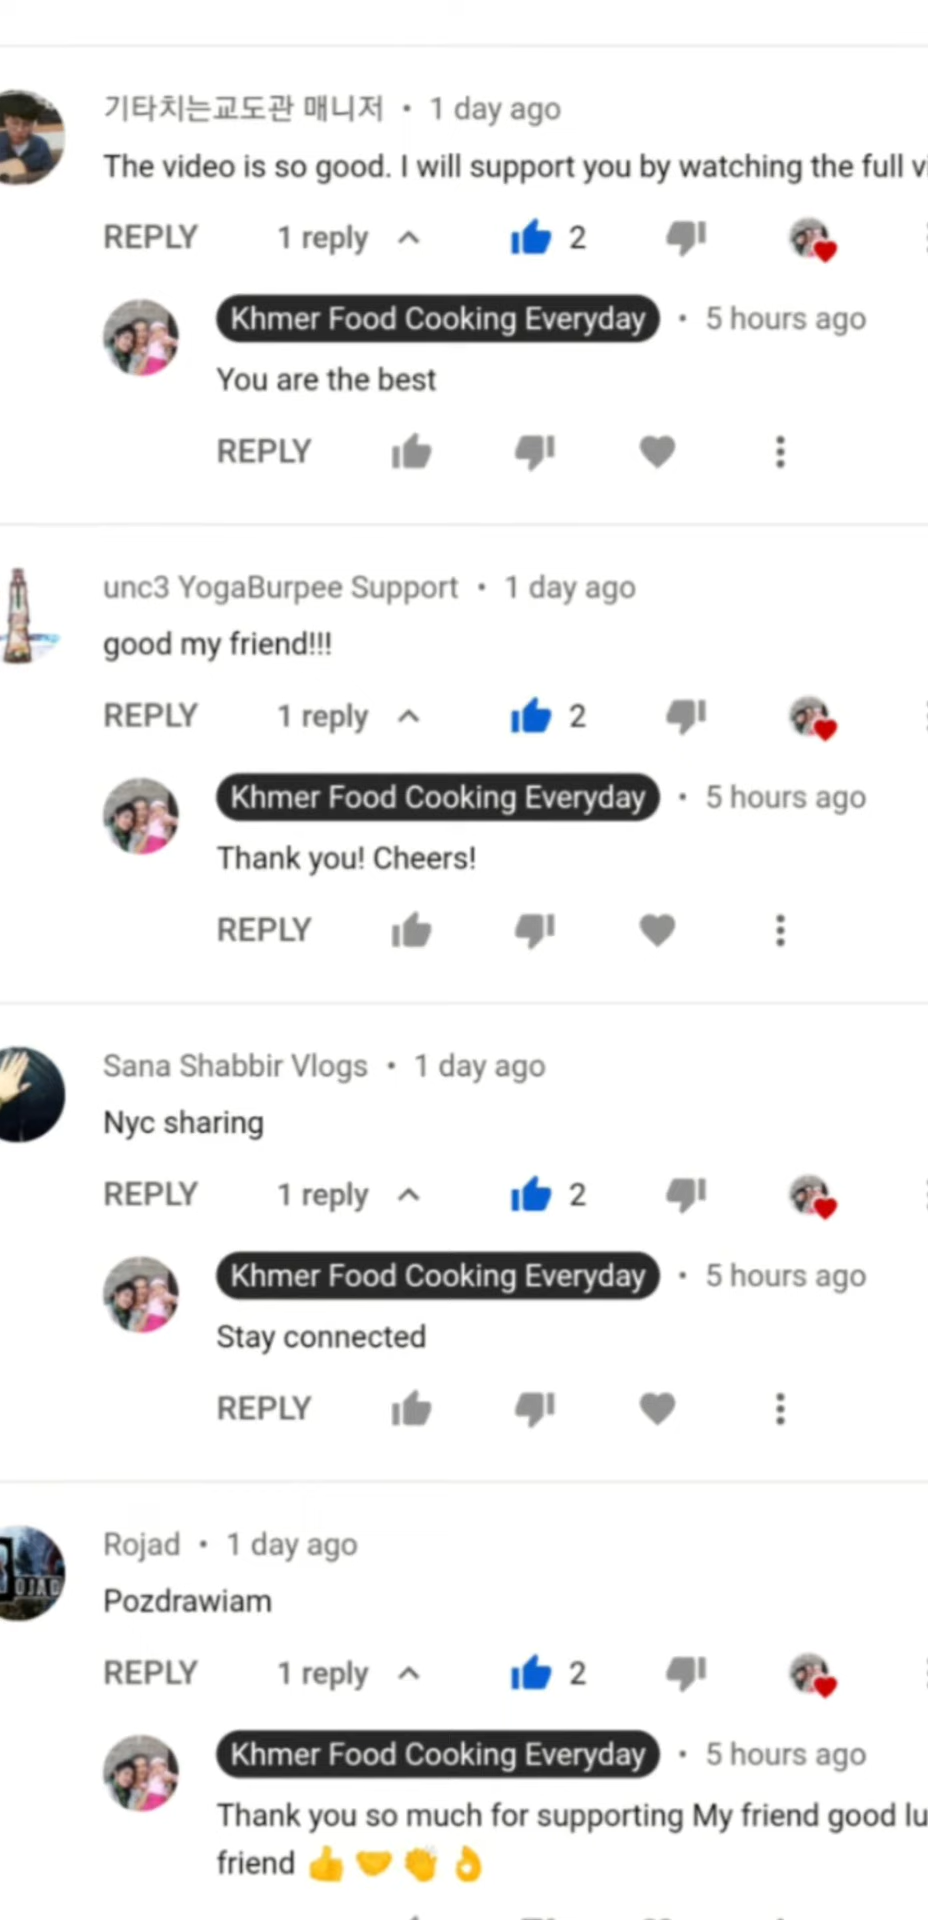 기타치는교도관 매니저 • 1 day ago
The video is so good. I will support you by watching the full
REPLY 1 reply 2
Khmer Food Cooking Everyday • 5 hours ago
You are the best
REPLY
unc3 YogaBurpee Support • 1 day ago
good my friend!!!
REPLY 1 reply 2
Khmer Food Cooking Everyday • 5 hours ago
Thank you! Cheers!
REPLY
Sana Shabbir Vlogs • 1 day ago
Nyc sharing
REPLY 1 reply 2
Khmer Food Cooking Everyday • 5 hours ago
Stay connected
REPLY
Rojad • 1 day ago
OJAD
Pozdrawiam
REPLY 1 reply 2
Khmer Food Cooking Everyday • 5 hours ago
Thank you so much for supporting My friend good
friend 👍🤝👏👌